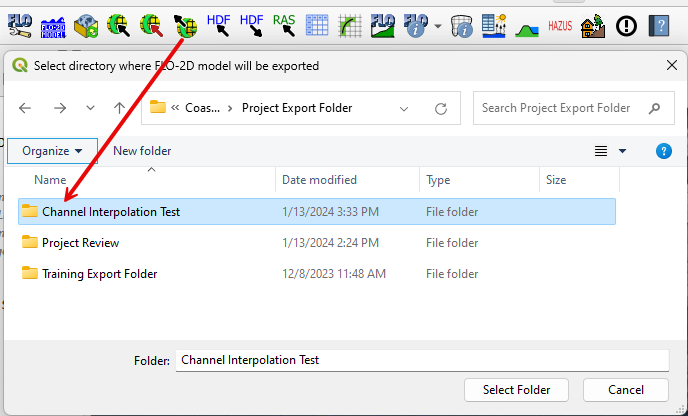 FLO FLO-2D MODEL HDF HDF RAS FLO FLO HAZUS
Select directory where FLO-2D model will be exported
« Coas... > Project Export Folder
Search Project Export Folder
Organize
New folder
Name Date modified Type Size
Channel Interpolation Test 1/13/2024 3:33 PM File folder
Project Review 1/13/2024 2:24 PM File folder
Training Export Folder 12/8/2023 11:48 AM File folder
Folder: Channel Interpolation Test
Select Folder Cancel